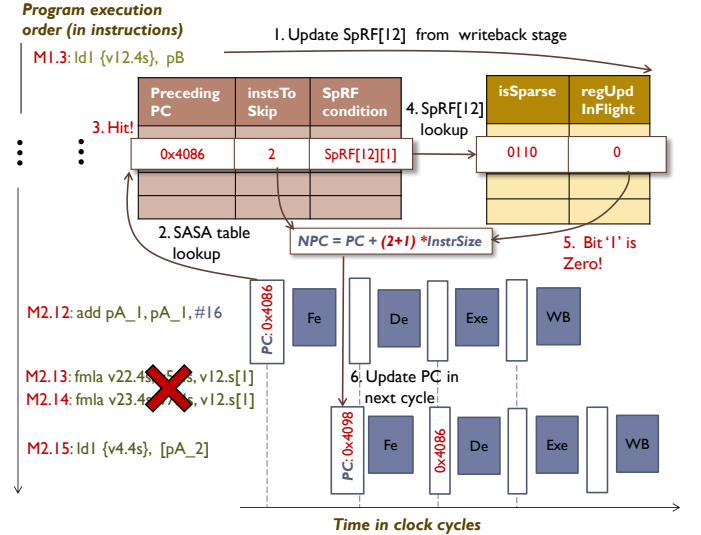 Program execution
order (in instructions)
1. Update SpRF[12] from writeback stage
M1.3: ld1 {v12.4s}, pB
Preceding PC
instsTo Skip
SpRF condition
isSparse
regUpd InFlight
3. Hit!
4. SpRF[12]
lookup
0x4086 2 SpRF[12][1]
0110 0
2. SASA table
lookup
NPC = PC + (2+1) *InstrSize
5. Bit ‘1’ is
Zero!
M2.12: add pA_1, pA_1, #16
PC: 0x4086
Fe
De
Exe
WB
M2.13: fmla v22.4s, v12.s[1]
M2.14: fmla v23.4s, v12.s[1]
6. Update PC in
next cycle
M2.15: ld1 {v4.4s}, [pA_2]
PC: 0x4098
Fe
0x4086
De
Exe
WB
Time in clock cycles